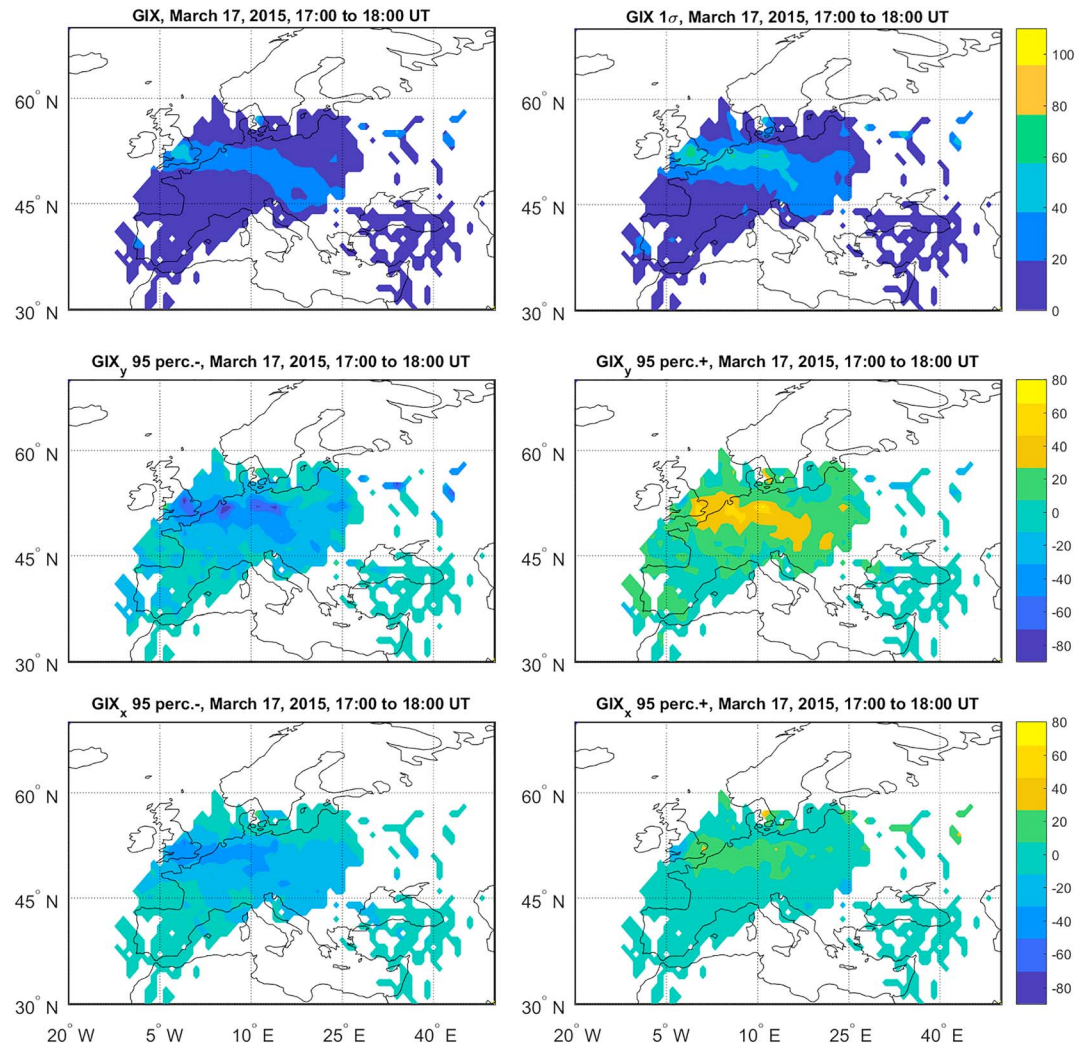 GIX, March 17, 2015, 17:00 to 18:00 UT
60° N
45° N
30° N
GIX 1σ, March 17, 2015, 17:00 to 18:00 UT
60° N
45° N
30° N
100
80
60
40
20
0
GIXy 95 perc.-, March 17, 2015, 17:00 to 18:00 UT
60° N
45° N
30° N
GIXy 95 perc.+, March 17, 2015, 17:00 to 18:00 UT
60° N
45° N
30° N
80
60
40
20
0
-20
-40
-60
-80
GIXx 95 perc.-, March 17, 2015, 17:00 to 18:00 UT
60° N
45° N
30° N
20° W
5° W
10° E
25° E
40° E
GIXx 95 perc.+, March 17, 2015, 17:00 to 18:00 UT
60° N
45° N
30° N
20° W
5° W
10° E
25° E
40° E
80
60
40
20
0
-20
-40
-60
-80